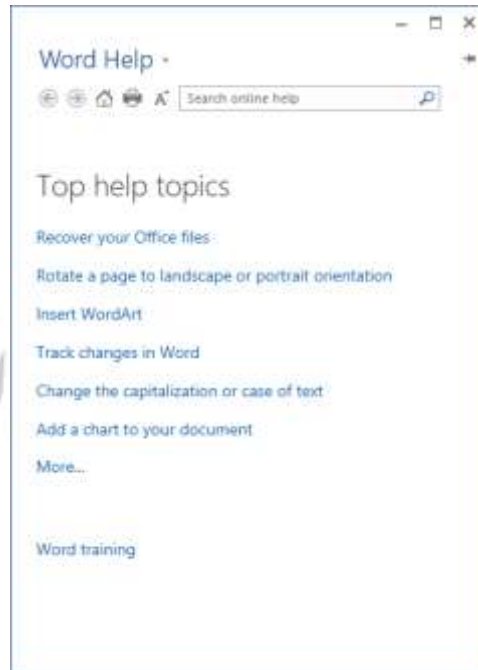 Word Help
Search online help
Top help topics
Recover your Office files
Rotate a page to landscape or portrait orientation
Insert WordArt
Track changes in Word
Change the capitalization or case of text
Add a chart to your document
More...
Word training